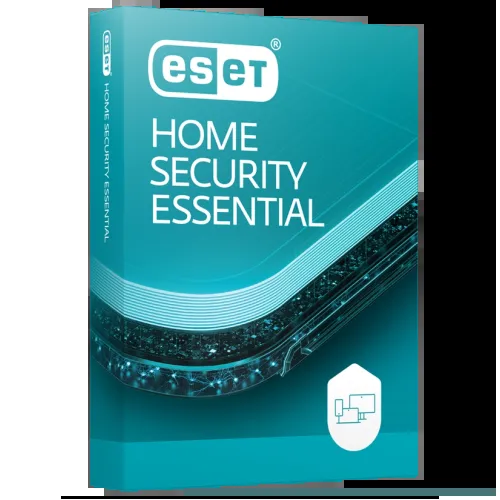 eset®
HOME
SECURITY
ESSENTIAL
eset HOME SECURITY ESSENTIAL